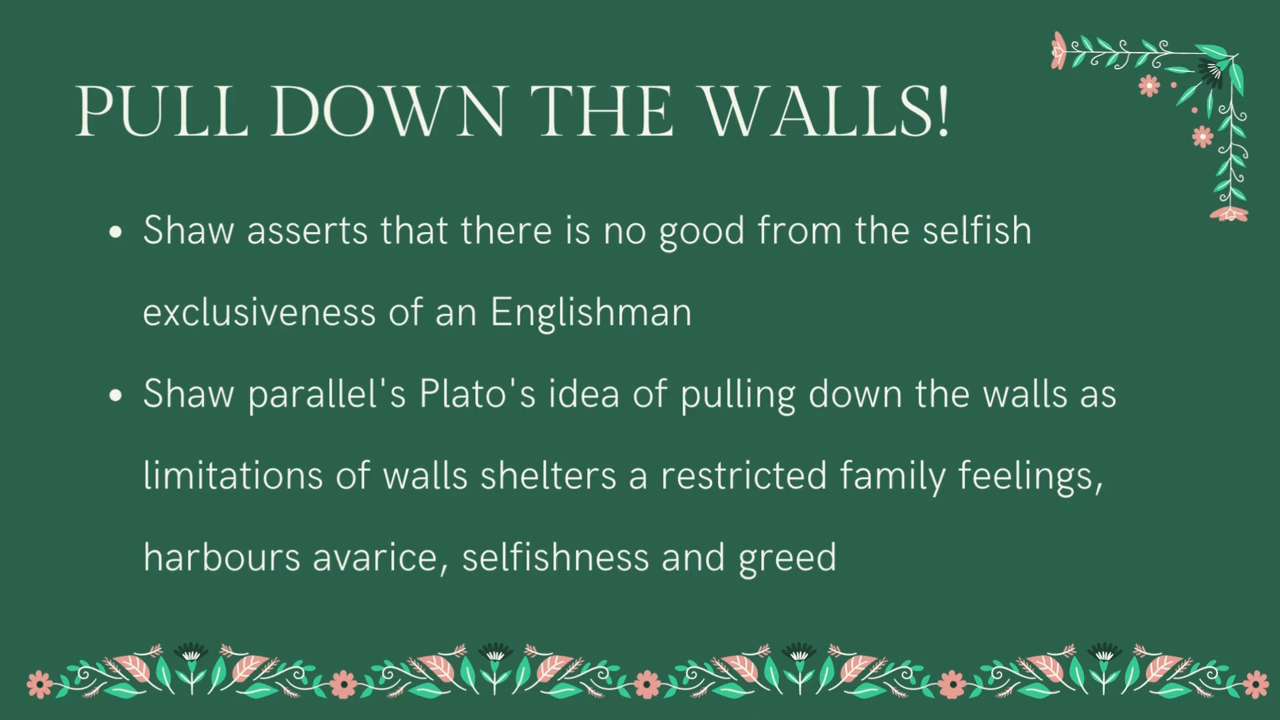 PULL DOWN THE WALLS!
• Shaw asserts that there is no good from the selfish
exclusiveness of an Englishman
• Shaw parallel's Plato's idea of pulling down the walls as
limitations of walls shelters a restricted family feelings,
harbours avarice, selfishness and greed